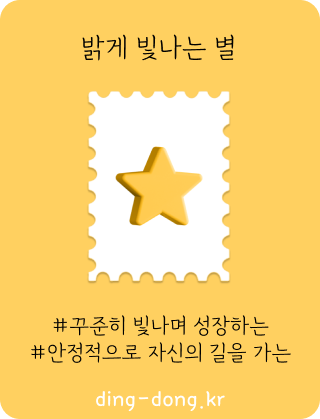 밝게 빛나는 별
#꾸준히 빛나며 성장하는
#안정적으로 자신의 길을 가는
ding-dong.kr